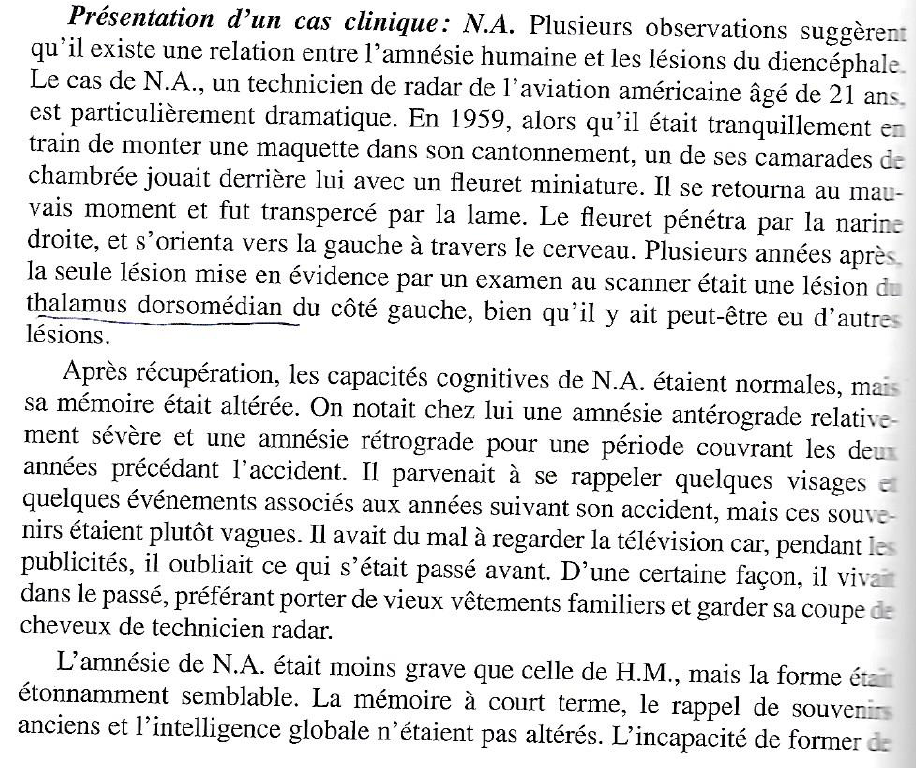 Présentation d'un cas clinique: N.A. Plusieurs observations suggèrent
qu'il existe une relation entre l'amnésie humaine et les lésions du diencéphale.
Le cas de N.A., un technicien de radar de l'aviation américaine âgé de 21 ans,
est particulièrement dramatique. En 1959, alors qu'il était tranquillement en
train de monter une maquette dans son cantonnement, un de ses camarades de
chambrée jouait derrière lui avec un fleuret miniature. Il se retourna au mau-
vais moment et fut transpercé par la lame. Le fleuret pénétra par la narine
droite, et s'orienta vers la gauche à travers le cerveau. Plusieurs années après,
la seule lésion mise en évidence par un examen au scanner était une lésion du
thalamus dorsomédian du côté gauche, bien qu'il y ait peut-être eu d'autres
lésions.
Après récupération, les capacités cognitives de N.A. étaient normales, mais
sa mémoire était altérée. On notait chez lui une amnésie antérograde relative-
ment sévère et une amnésie rétrograde pour une période couvrant les deux
années précédant l'accident. Il parvenait à se rappeler quelques visages et
quelques événements associés aux années suivant son accident, mais ces souve-
nirs étaient plutôt vagues. Il avait du mal à regarder la télévision car, pendant les
publicités, il oubliait ce qui s'était passé avant. D'une certaine façon, il vivait
dans le passé, préférant porter de vieux vêtements familiers et garder sa coupe de
cheveux de technicien radar.
L'amnésie de N.A. était moins grave que celle de H.M., mais la forme était
étonnamment semblable. La mémoire à court terme, le rappel de souvenirs
anciens et l'intelligence globale n'étaient pas altérés. L'incapacité de former de